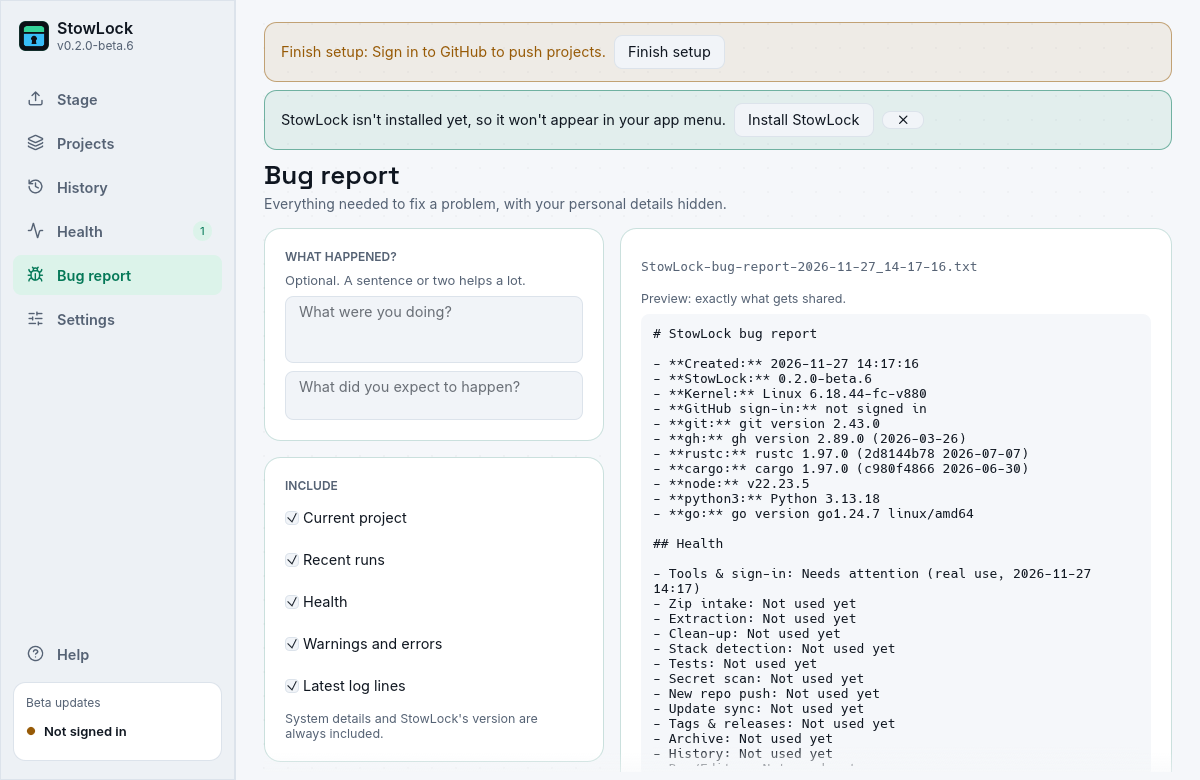 StowLock
v0.2.0-beta.6
Stage
Projects
History
Health 1
Bug report
Settings
Help
Beta updates
Not signed in
Finish setup: Sign in to GitHub to push projects. Finish setup
StowLock isn't installed yet, so it won't appear in your app menu. Install StowLock ✕
Bug report
Everything needed to fix a problem, with your personal details hidden.
WHAT HAPPENED?
Optional. A sentence or two helps a lot.
What were you doing?
What did you expect to happen?
INCLUDE
Current project
Recent runs
Health
Warnings and errors
Latest log lines
System details and StowLock's version are
always included.
StowLock-bug-report-2026-11-27_14-17-16.txt
Preview: exactly what gets shared.
# StowLock bug report
- **Created:** 2026-11-27 14:17:16
- **StowLock:** 0.2.0-beta.6
- **Kernel:** Linux 6.18.44-fc-v880
- **GitHub sign-in:** not signed in
- **git:** git version 2.43.0
- **gh:** gh version 2.89.0 (2026-03-26)
- **rustc:** rustc 1.97.0 (2d8144b78 2026-07-07)
- **cargo:** cargo 1.97.0 (c980f4866 2026-06-30)
- **node:** v22.23.5
- **python3:** Python 3.13.18
- **go:** go version go1.24.7 linux/amd64
## Health
- Tools & sign-in: Needs attention (real use, 2026-11-27
14:17)
- Zip intake: Not used yet
- Extraction: Not used yet
- Clean-up: Not used yet
- Stack detection: Not used yet
- Tests: Not used yet
- Secret scan: Not used yet
- New repo push: Not used yet
- Update sync: Not used yet
- Tags & releases: Not used yet
- Archive: Not used yet
- History: Not used yet